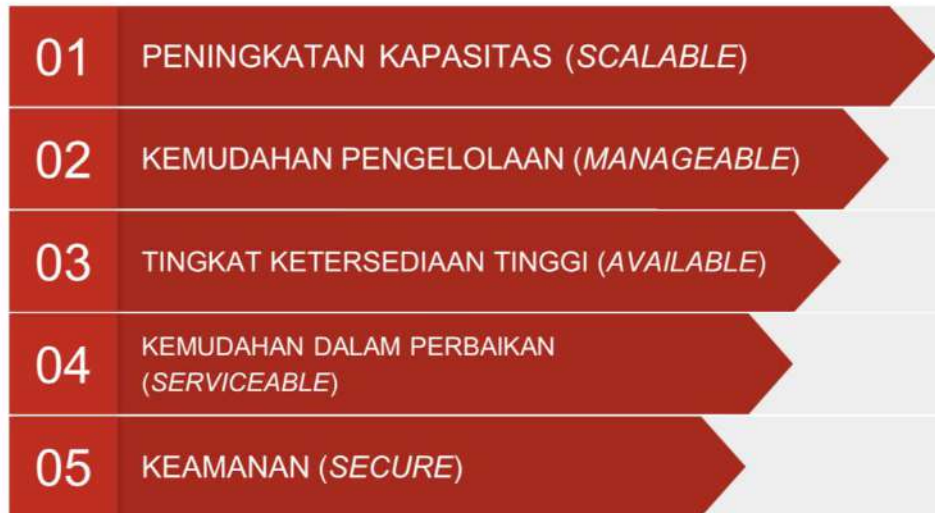 01 PENINGKATAN KAPASITAS (SCALABLE)
02 KEMUDAHAN PENGELOLAAN (MANAGEABLE)
03 TINGKAT KETERSEDIAAN TINGGI (AVAILABLE)
04 KEMUDAHAN DALAM PERBAIKAN
(SERVICEABLE)
05 KEAMANAN (SECURE)